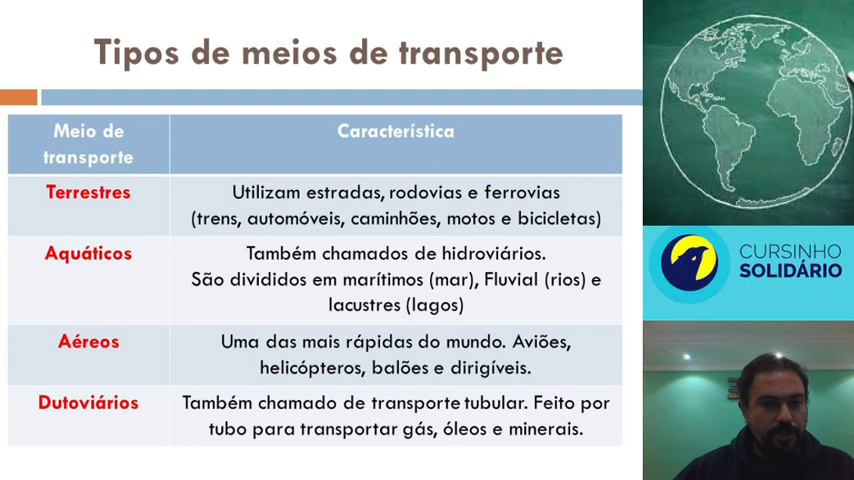 Tipos de meios de transporte
Meio de
transporte
Característica
Terrestres
Utilizam estradas, rodovias e ferrovias
(trens, automóveis, caminhões, motos e bicicletas)
Aquáticos
Também chamados de hidroviários.
São divididos em marítimos (mar), Fluvial (rios) e
lacustres (lagos)
Aéreos
Uma das mais rápidas do mundo. Aviões,
helicópteros, balões e dirigíveis.
Dutoviários
Também chamado de transporte tubular. Feito por
tubo para transportar gás, óleos e minerais.
CURSINHO
SOLIDÁRIO